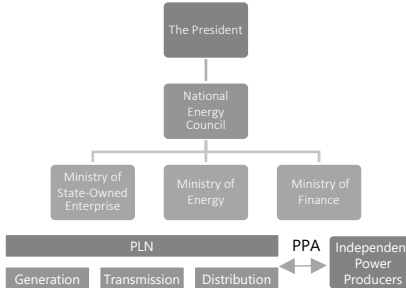 The President
National
Energy
Council
Ministry of
State-Owned
Enterprise
Ministry of
Energy
Ministry of
Finance
PLN
PPA
Independen
Power
Producers
Generation
Transmission
Distribution